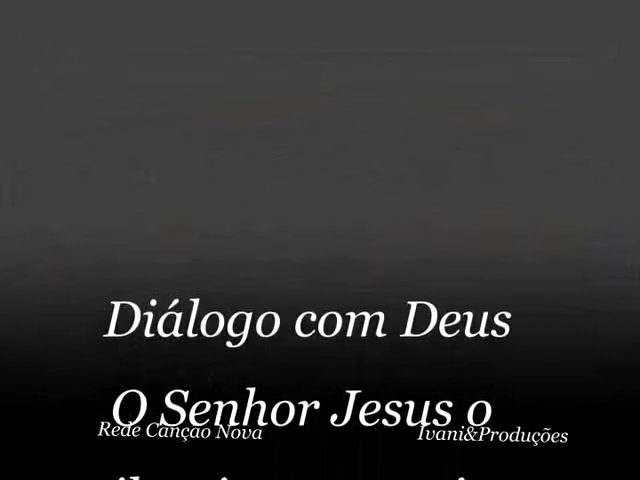 Diálogo com Deus
O Senhor Jesus o
Rede Canção Nova
Ivani&Produções